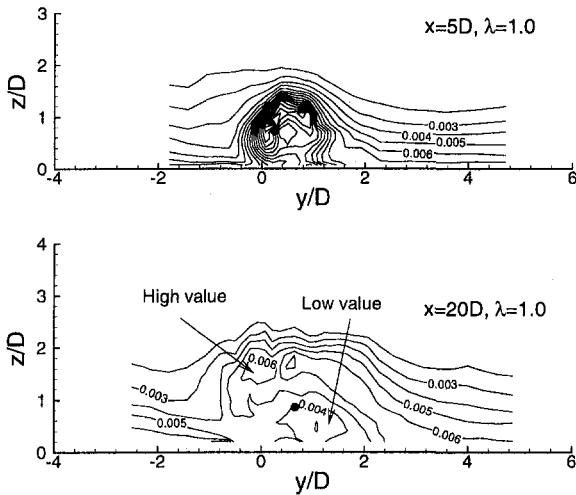 x=5D, λ=1.0
3
2
1
0
z/D
0.003
0.004
0.005
0.006
-4 -2 0 2 4 6
y/D
4
3
2
1
0
z/D
High value
Low value
x=20D, λ=1.0
0.006
0.003
0.005
0.004
0.003
0.005
0.006
-4 -2 0 2 4 6
y/D